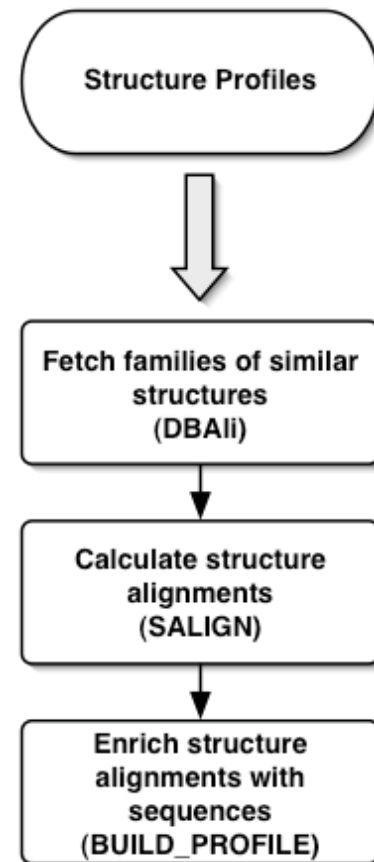 Structure Profiles
Fetch families of similar
structures
(DBAli)
Calculate structure
alignments
(SALIGN)
Enrich structure
alignments with
sequences
(BUILD_PROFILE)